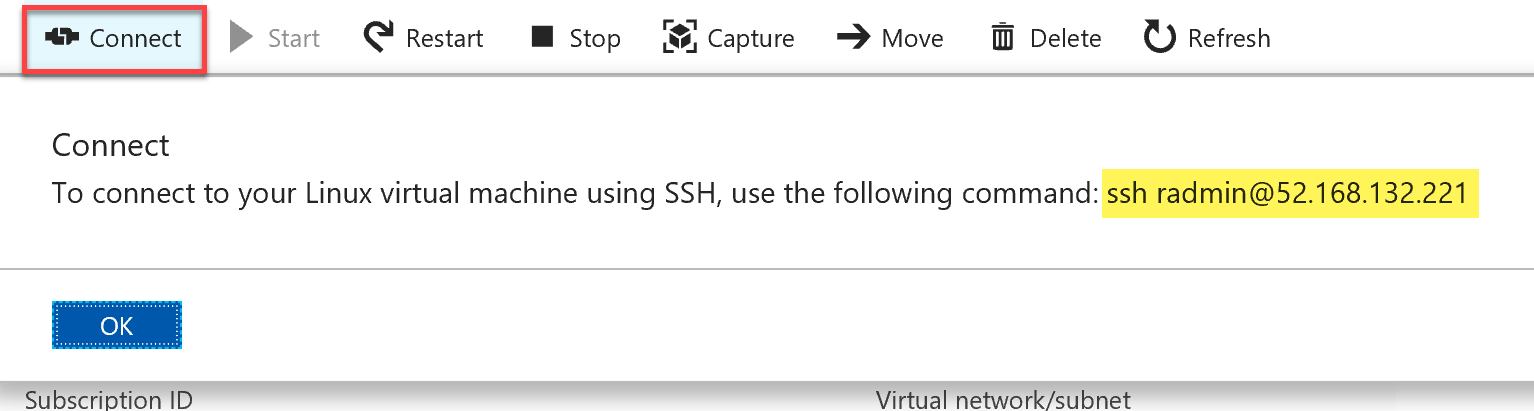 Connect Start Restart Stop Capture Move Delete Refresh
Connect
To connect to your Linux virtual machine using SSH, use the following command: ssh radmin@52.168.132.221
OK
Subscription ID Virtual network/subnet